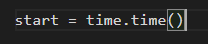 start = time.time()